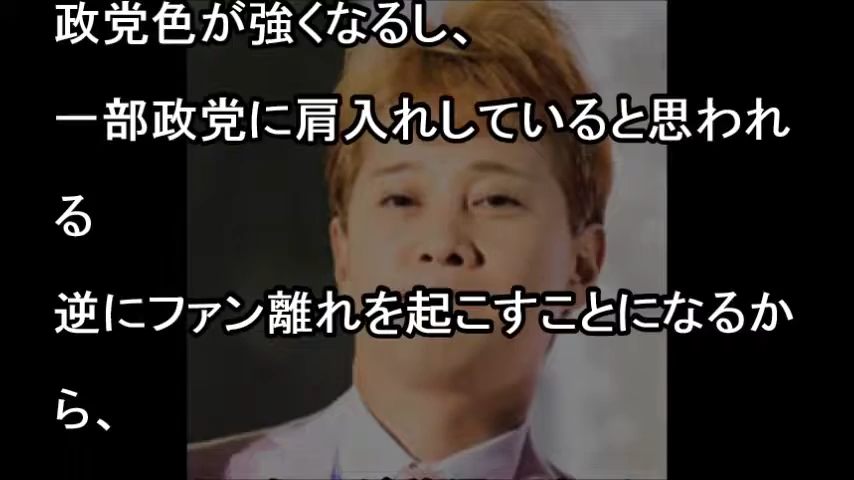 政党色が強くなるし、
一部政党に肩入れしていると思われ
る
逆にファン離れを起こすことになるか
ら、